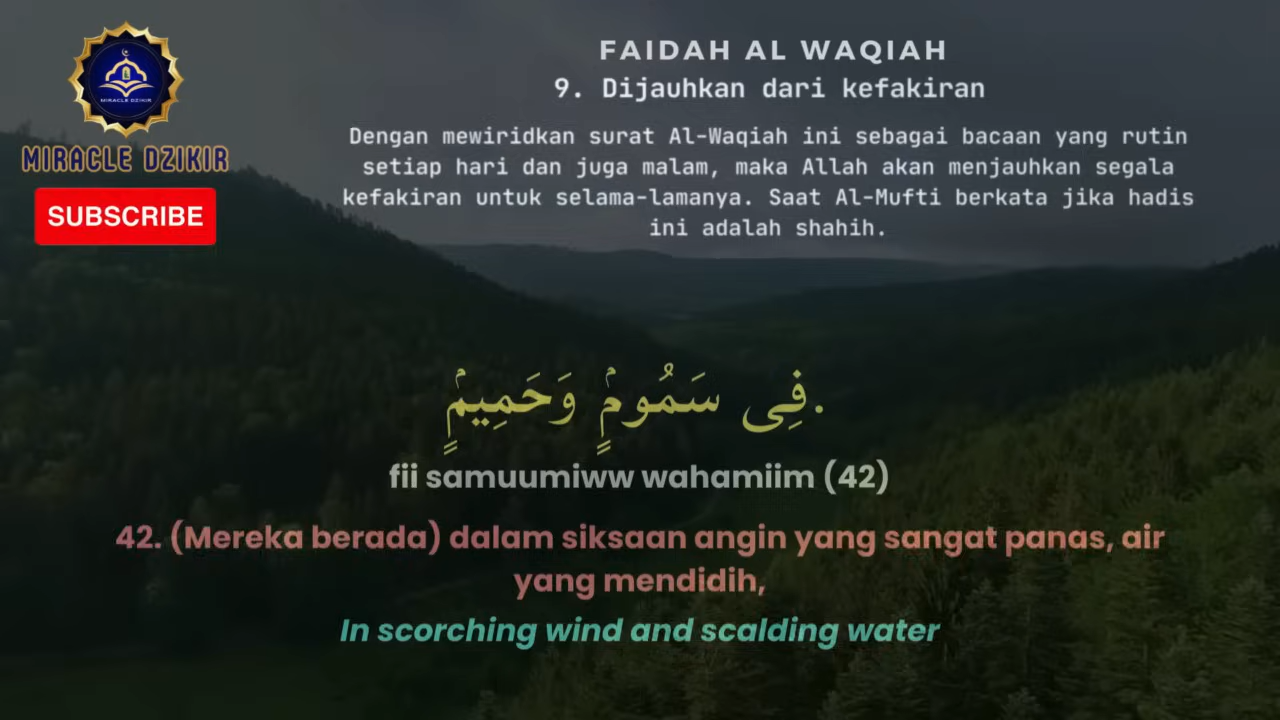 MIRACLE DZIKIR
MIRACLE DZIKIR
SUBSCRIBE
FAIDAH AL WAQIAH
9. Dijauhkan dari kefakiran
Dengan mewiridkan surat Al-Waqiah ini sebagai bacaan yang rutin
setiap hari dan juga malam, maka Allah akan menjauhkan segala
kefakiran untuk selama-lamanya. Saat Al-Mufti berkata jika hadis
ini adalah shahih.
.فِى سَمُومٍۢ وَحَمِيمٍۢ
fii samuumiww wahamiim (42)
42. (Mereka berada) dalam siksaan angin yang sangat panas, air
yang mendidih,
In scorching wind and scalding water